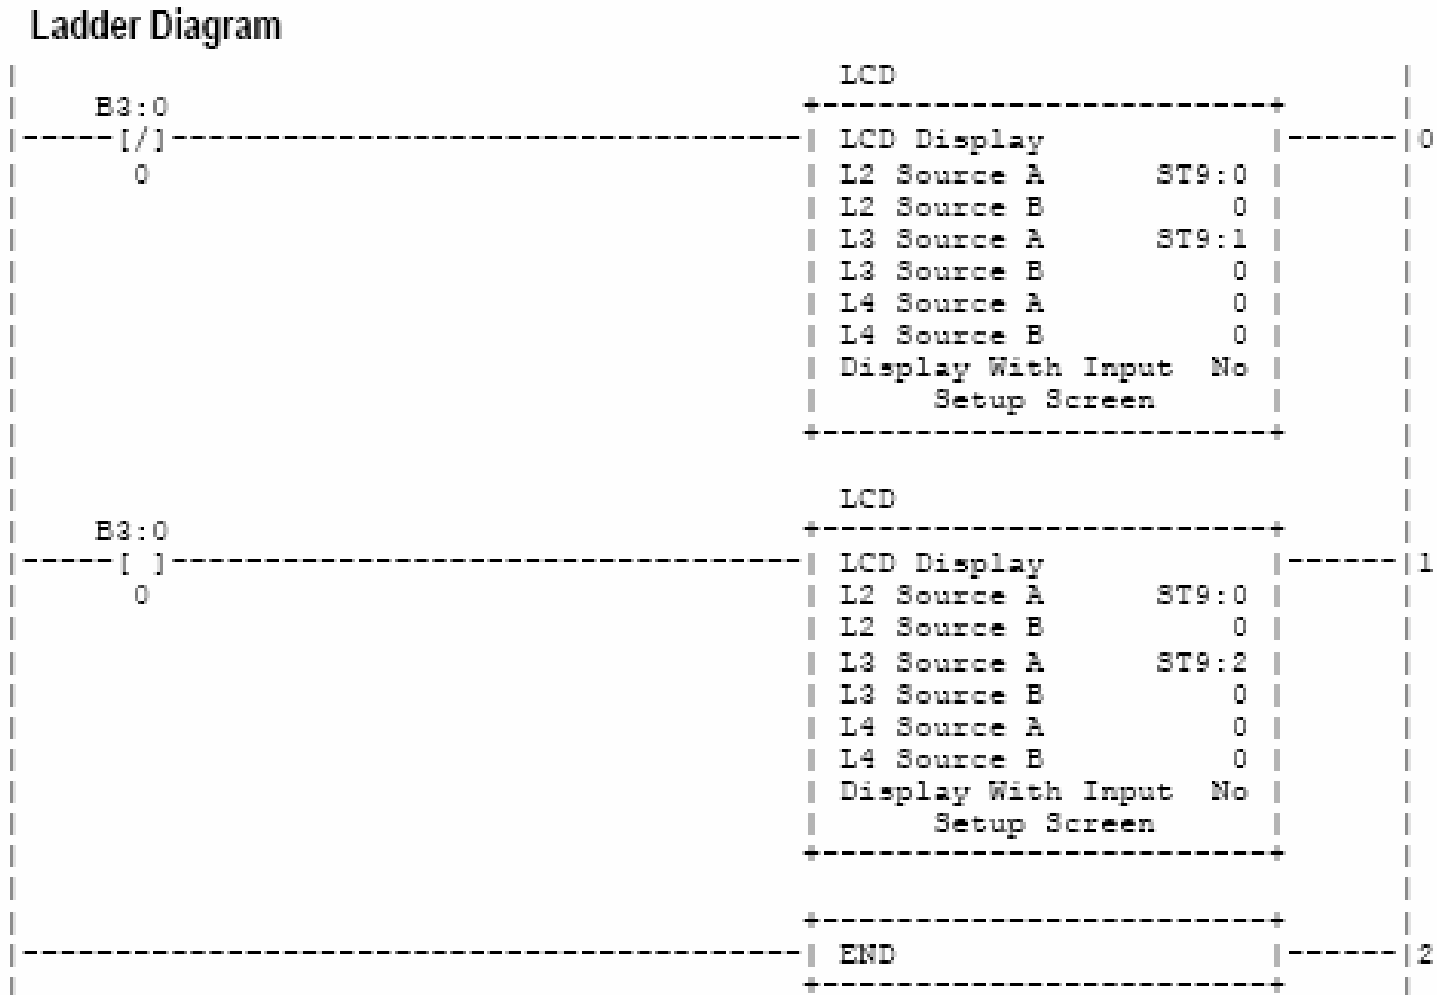 Ladder Diagram
LCD
B3:0
[/]
LCD Display
0
0
L2 Source A ST9:0
L2 Source B 0
L3 Source A ST9:1
L3 Source B 0
L4 Source A 0
L4 Source B 0
Display With Input No
Setup Screen
LCD
B3:0
[ ]
LCD Display
1
0
L2 Source A ST9:0
L2 Source B 0
L3 Source A ST9:2
L3 Source B 0
L4 Source A 0
L4 Source B 0
Display With Input No
Setup Screen
END
2